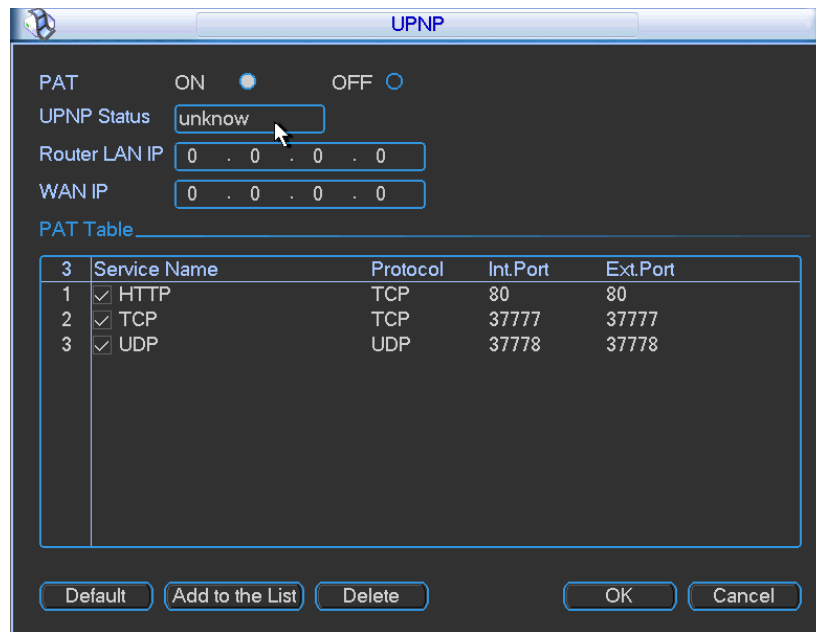 UPNP
PAT ON OFF
UPNP Status unknow
Router LAN IP 0 . 0 . 0 . 0
WAN IP 0 . 0 . 0 . 0
PAT Table
3 Service Name Protocol Int.Port Ext.Port
1 HTTP TCP 80 80
2 TCP TCP 37777 37777
3 UDP UDP 37778 37778
Default Add to the List Delete OK Cancel